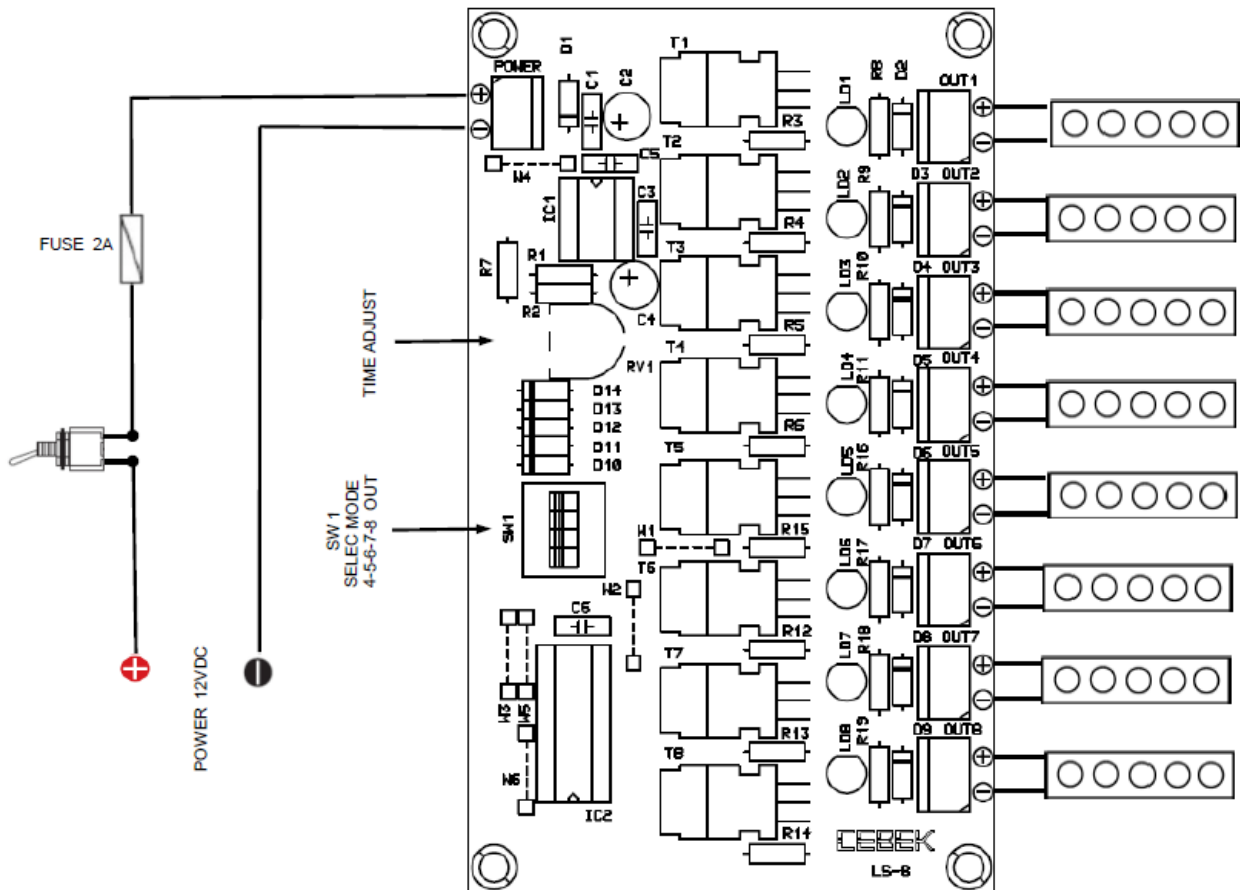 POWER
D1
C1
C2
T1
LD1
R8
D2
OUT1
R3
T2
C5
W4
IC1
C3
LD2
R9
D3 OUT2
R4
T3
FUSE 2A
R7
R1
R2
C4
LD3
R10
D4 OUT3
R5
TIME ADJUST
RV1
T4
LD4
R11
D5 OUT4
D14
D13
D12
D11
D10
R6
T5
LD5
R16
D6 OUT5
SW 1
SELEC MODE
4-5-6-7-8 OUT
SW1
R15
W1
T6
W2
LD6
R17
D7 OUT6
C6
R12
T7
LD7
R18
D8 OUT7
W3
W5
POWER 12VDC
W6
IC2
R13
T8
LD8
R19
D9 OUT8
R14
CEBEK
LS-8